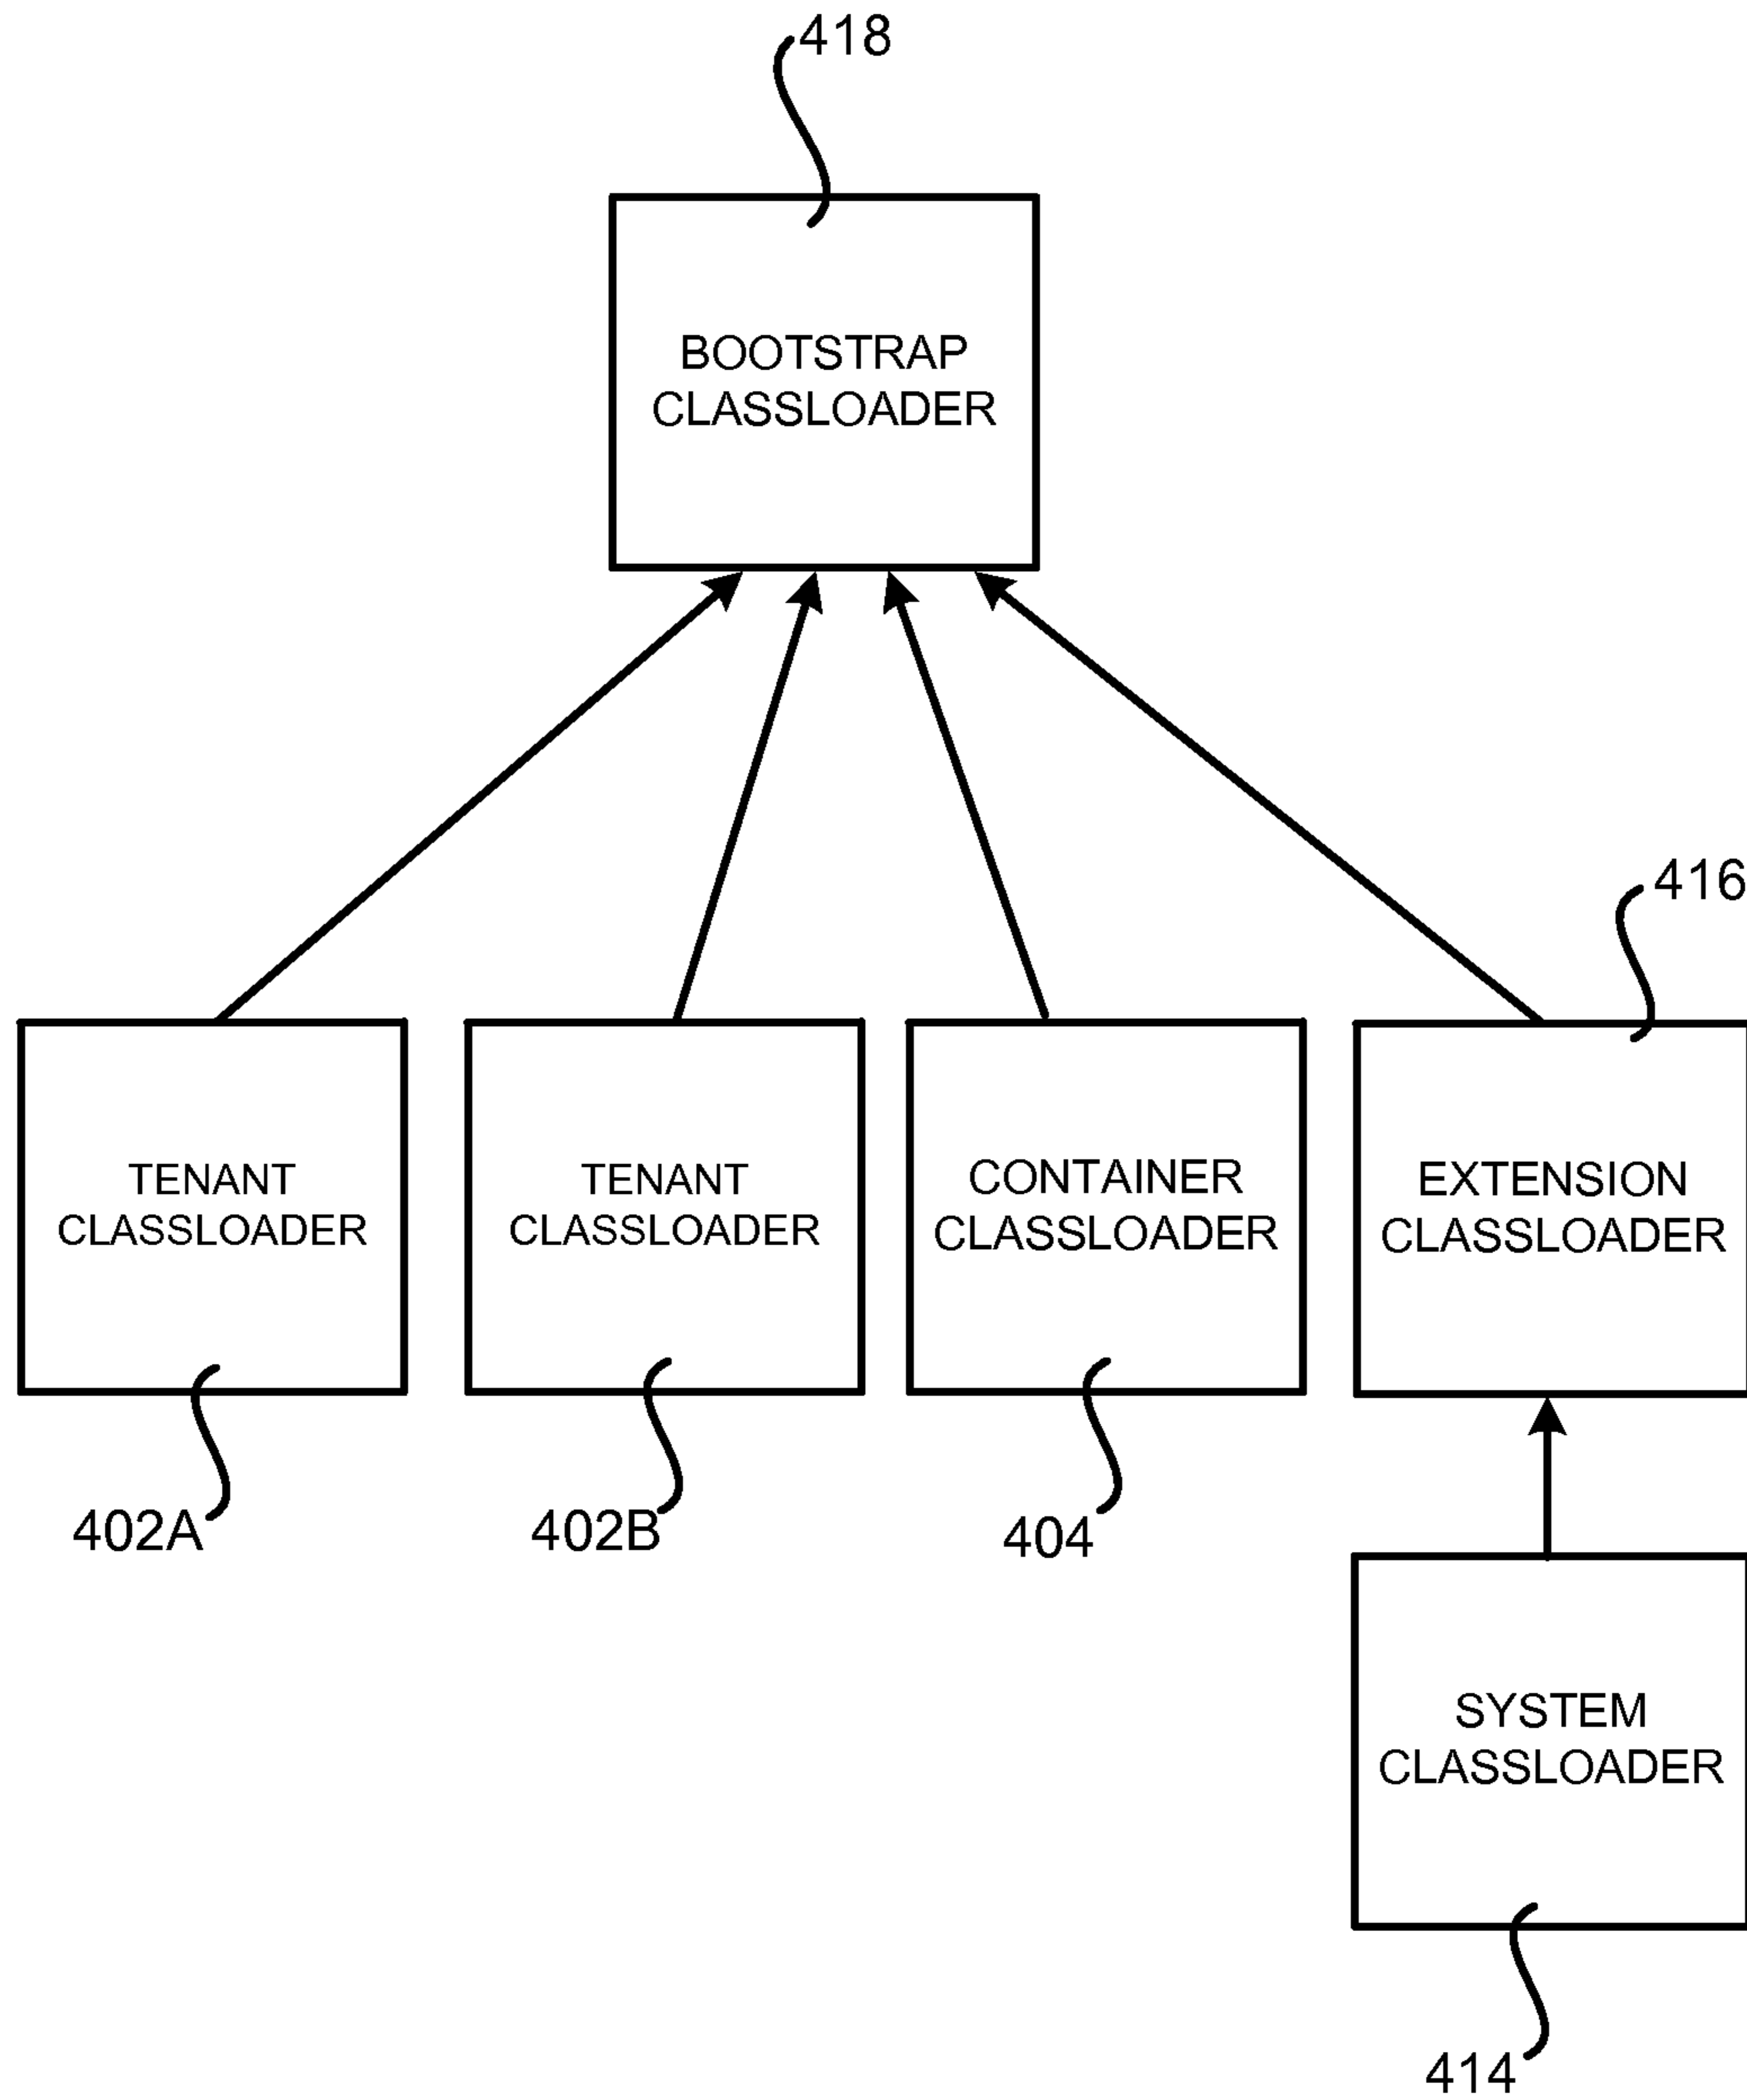 418
BOOTSTRAP
CLASSLOADER
416
TENANT
CLASSLOADER
TENANT
CLASSLOADER
CONTAINER
CLASSLOADER
EXTENSION
CLASSLOADER
402A
402B
404
SYSTEM
CLASSLOADER
414